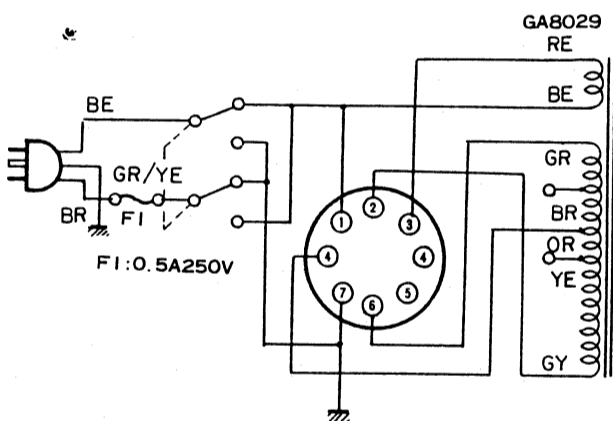 GA8029
RE
BE
BE
GR
GR/YE
BR
F1
BR
F1:0.5A250V
OR
YE
GY
1
2
3
4
4
7
6
5